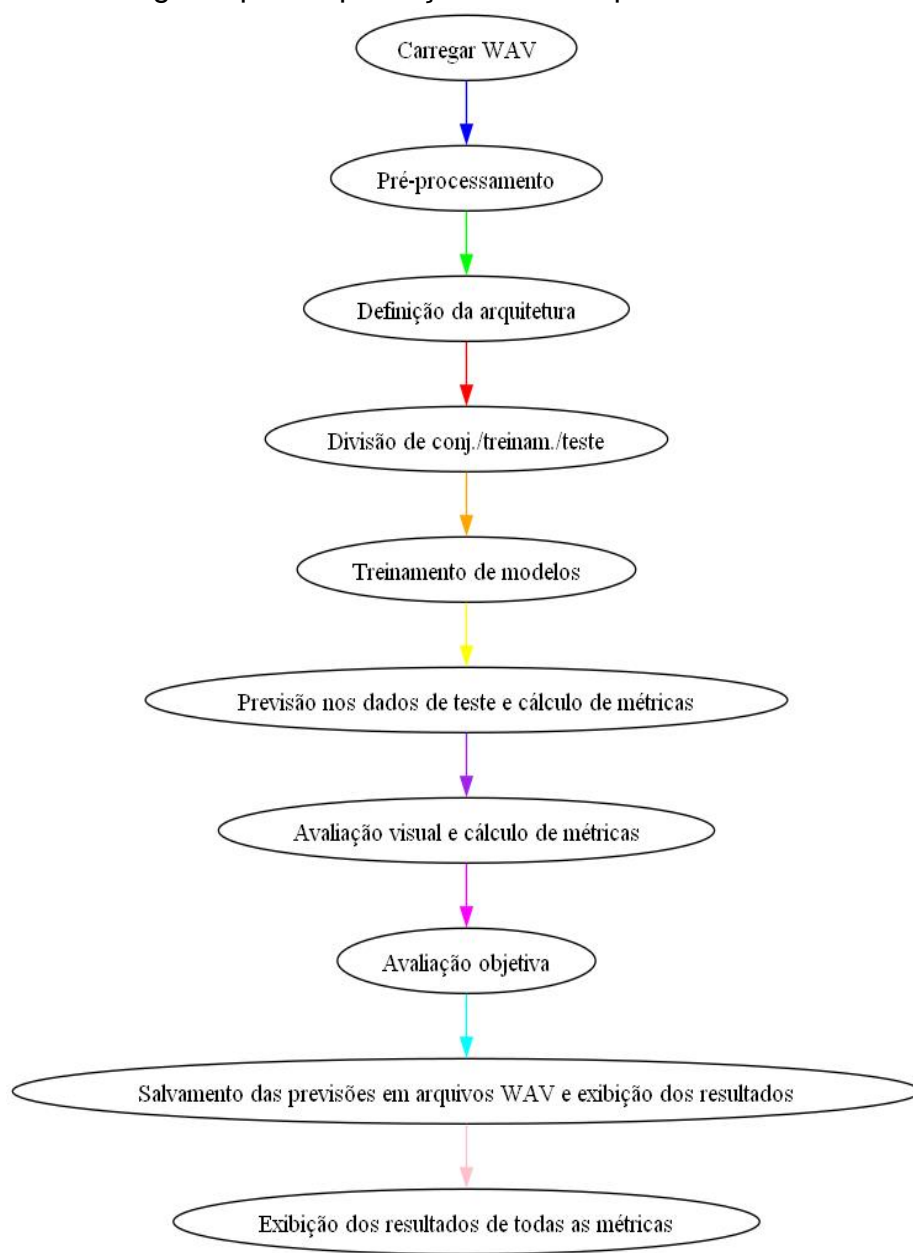 Carregar WAV
Pré-processamento
Definição da arquitetura
Divisão de conj./treinam./teste
Treinamento de modelos
Previsão nos dados de teste e cálculo de métricas
Avaliação visual e cálculo de métricas
Avaliação objetiva
Salvamento das previsões em arquivos WAV e exibição dos resultados
Exibição dos resultados de todas as métricas